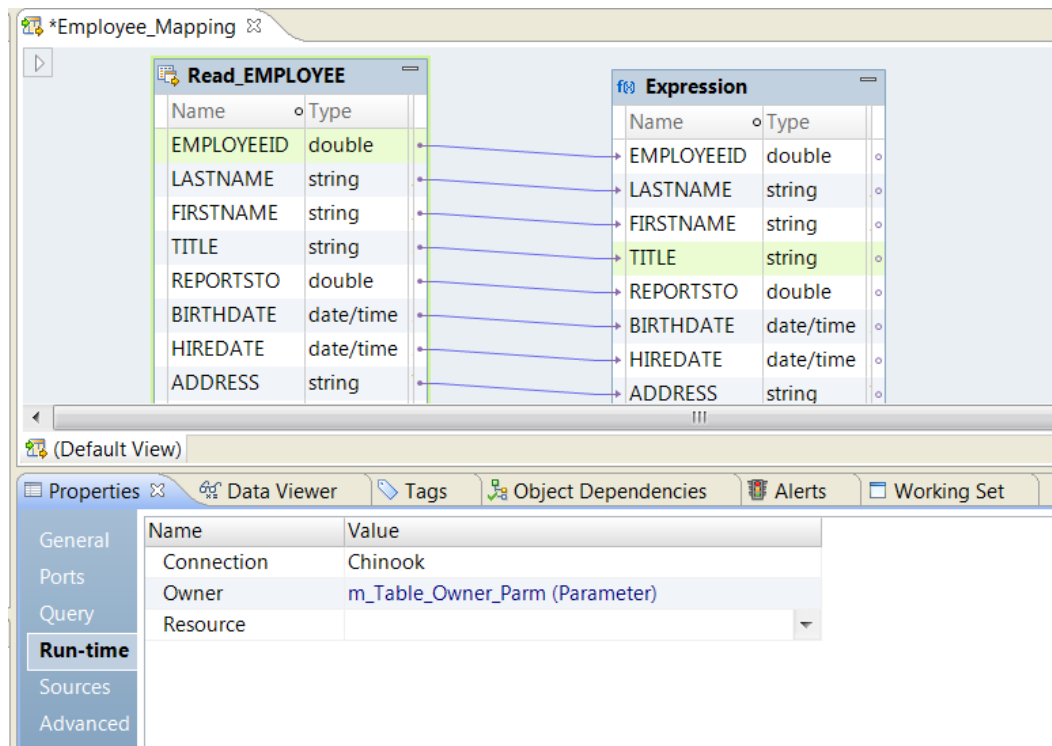 *Employee_Mapping
Read_EMPLOYEE
Name Type
EMPLOYEEID double
LASTNAME string
FIRSTNAME string
TITLE string
REPORTSTO double
BIRTHDATE date/time
HIREDATE date/time
ADDRESS string
f(x) Expression
Name Type
EMPLOYEEID double
LASTNAME string
FIRSTNAME string
TITLE string
REPORTSTO double
BIRTHDATE date/time
HIREDATE date/time
ADDRESS string
(Default View)
Properties Data Viewer Tags Object Dependencies Alerts Working Set
General
Ports
Query
Run-time
Sources
Advanced
Name Value
Connection Chinook
Owner m_Table_Owner_Parm (Parameter)
Resource